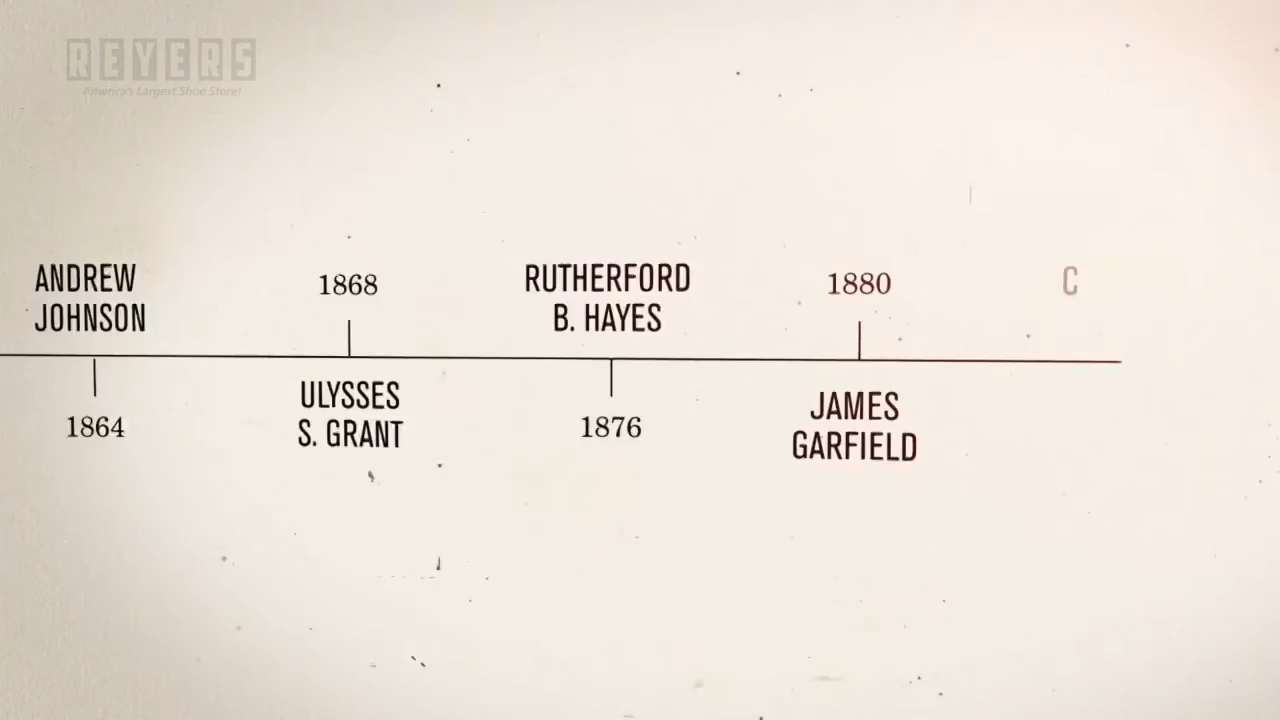 REYERS
America's Largest Shoe Store!
ANDREW
JOHNSON
1864
1868
ULYSSES
S. GRANT
RUTHERFORD
B. HAYES
1876
1880
JAMES
GARFIELD
C